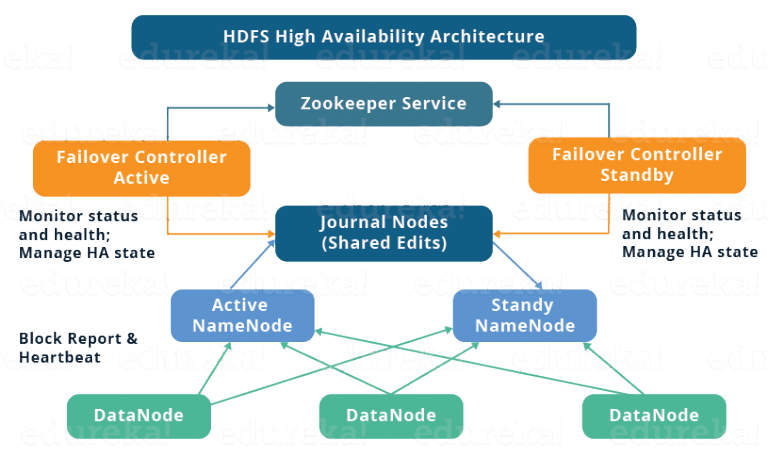 HDFS High Availability Architecture
Zookeeper Service
Failover Controller
Active
Failover Controller
Standby
Monitor status
and health;
Manage HA state
Journal Nodes
(Shared Edits)
Monitor status
and health;
Manage HA state
Active
NameNode
Standy
NameNode
Block Report &
Heartbeat
DataNode
DataNode
DataNode
edureka!